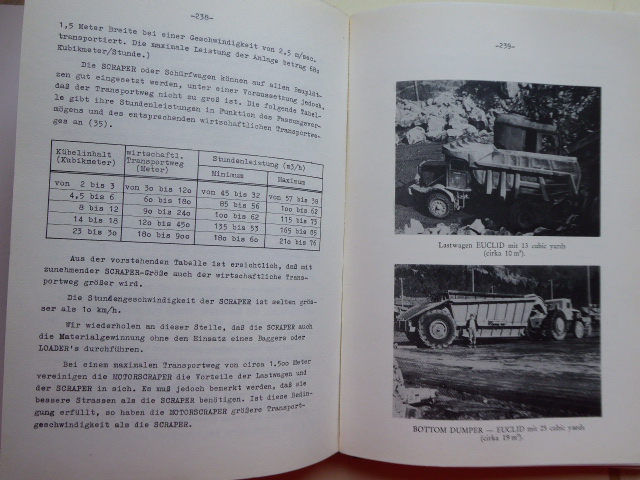 -238-
1,5 Meter Breite bei einer Geschwindigkeit von 2,5 m/sec.
transportiert. Die maximale Leistung der Anlage betrug 680
Kubikmeter/Stunde.)
Die SCRAPER oder Schürfwagen können auf allen Bauplät-
zen gut eingesetzt werden, unter einer Voraussetzung jedoch,
daß der Transportweg nicht zu groß ist. Die folgende Tabel-
le gibt ihre Stundenleistungen in Funktion des Fassungsver-
mögens und des entsprechenden wirtschaftlichen Transportwe-
ges an (35).
Kübelinhalt (Kubikmeter) wirtschaftl. Transportweg (Meter) Stundenleistung (m3/h)
Minimum Maximum
von 2 bis 3 von 30 bis 120 von 45 bis 32 von 57 bis 38
4,5 bis 6 60 bis 180 85 bis 56 100 bis 62
8 bis 12 90 bis 240 100 bis 62 115 bis 73
14 bis 18 120 bis 450 135 bis 53 165 bis 65
23 bis 30 180 bis 900 180 bis 60 210 bis 76
Aus der vorstehenden Tabelle ist ersichtlich, daß mit
zunehmender SCRAPER-Größe auch der wirtschaftliche Trans-
portweg größer wird.
Die Stundengeschwindigkeit der SCRAPER ist selten grös-
ser als 10 km/h.
Wir wiederholen an dieser Stelle, daß die SCRAPER auch
die Materialgewinnung ohne den Einsatz eines Baggers oder
LOADER's durchführen.
Bei einem maximalen Transportweg von circa 1.500 Meter
vereinigen die MOTORSCRAPER die Vorteile der Lastwagen und
der SCRAPER in sich. Es muß jedoch bemerkt werden, daß sie
bessere Strassen als die SCRAPER benötigen. Ist diese Bedin-
gung erfüllt, so haben die MOTORSCRAPER größere Transport-
geschwindigkeit als die SCRAPER.
-239-
Lastwagen EUCLID mit 13 cubic yards
(cirka 10 m³).
BOTTOM DUMPER — EUCLID mit 25 cubic yards
(cirka 19 m³).